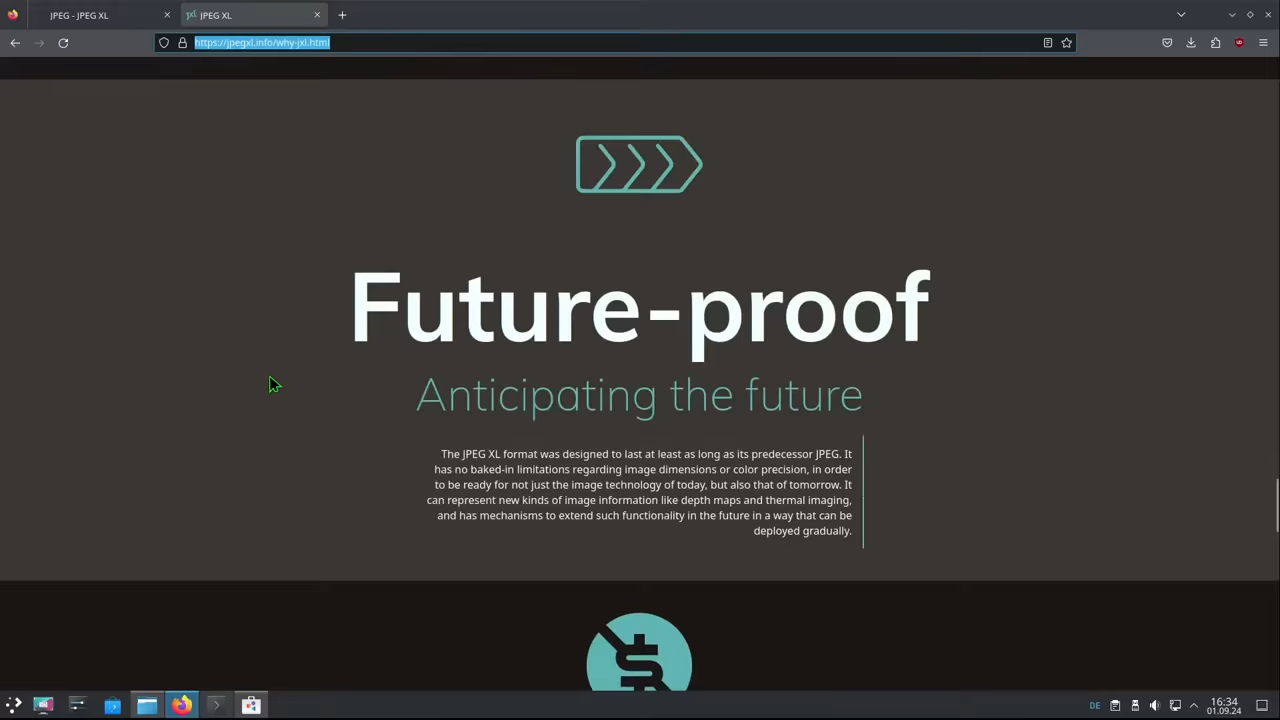 JPEG - JPEG XL
JPEG XL
https://jpegxl.info/why-jxl.html
Future-proof
Anticipating the future
The JPEG XL format was designed to last at least as long as its predecessor JPEG. It
has no baked-in limitations regarding image dimensions or color precision, in order
to be ready for not just the image technology of today, but also that of tomorrow. It
can represent new kinds of image information like depth maps and thermal imaging,
and has mechanisms to extend such functionality in the future in a way that can be
deployed gradually.
DE
16:34
01.09.24